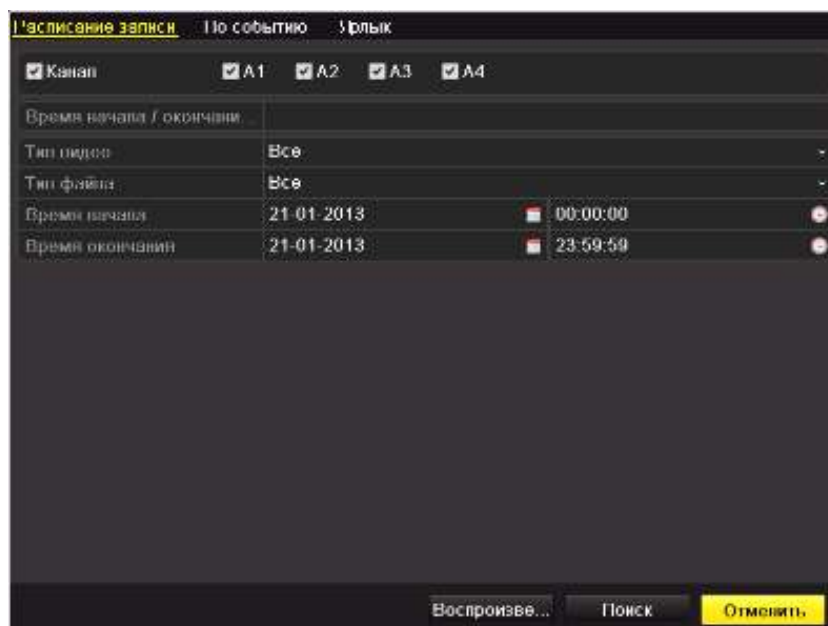 Расписание записи По событию Ярлык
Канал A1 A2 A3 A4
Время начала / окончани...
Тип видео Все
Тип файла Все
Время начала 21-01-2013 00:00:00
Время окончания 21-01-2013 23:59:59
Воспроизве... Поиск Отменить